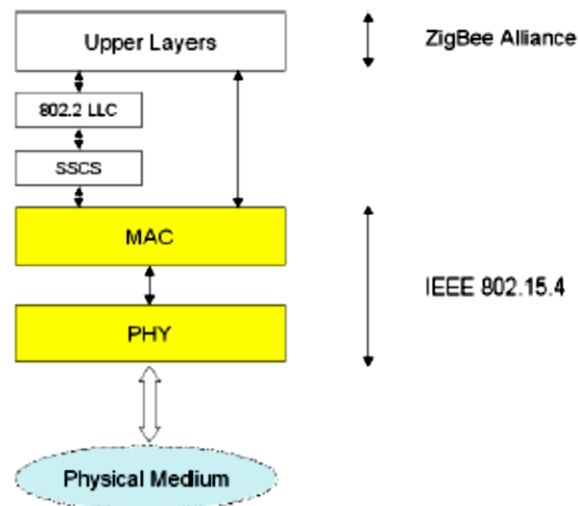 Upper Layers
ZigBee Alliance
802.2 LLC
SSCS
MAC
IEEE 802.15.4
PHY
Physical Medium